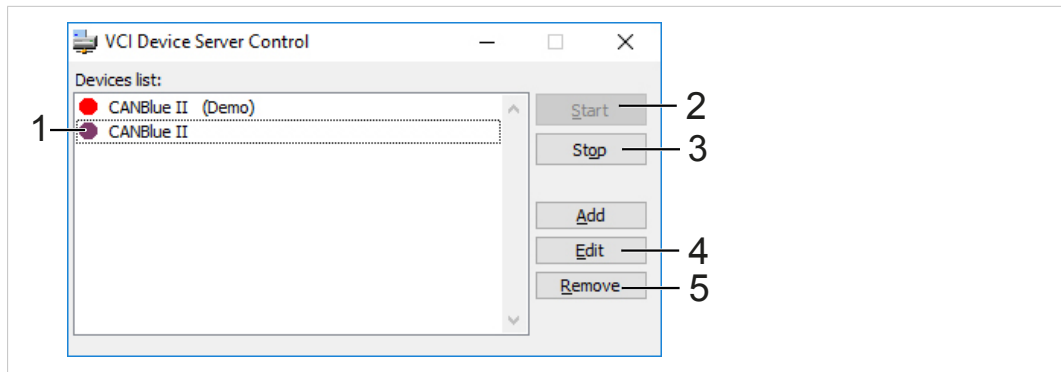 VCI Device Server Control
Devices list:
CANBlue II (Demo)
1 CANBlue II
Start 2
Stop 3
Add
Edit 4
Remove 5